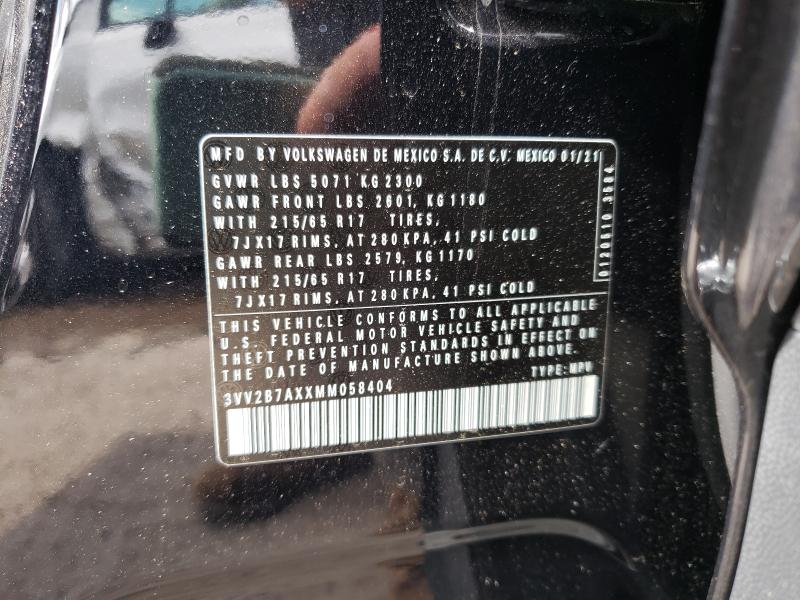 MFD BY VOLKSWAGEN DE MEXICO S.A. DE C.V. MEXICO 01/21
GVWR LBS 5071 KG 2300
GAWR FRONT LBS 2601, KG 1180
WITH 215/65 R17 TIRES,
7JX17 RIMS, AT 280 KPA, 41 PSI COLD
GAWR REAR LBS 2579, KG 1170
WITH 215/65 R17 TIRES,
7JX17 RIMS, AT 280 KPA, 41 PSI COLD
THIS VEHICLE CONFORMS TO ALL APPLICABLE
U.S. FEDERAL MOTOR VEHICLE SAFETY AND
THEFT PREVENTION STANDARDS IN EFFECT ON
THE DATE OF MANUFACTURE SHOWN ABOVE.
TYPE: MPV
3VV2B7AXXMM058404